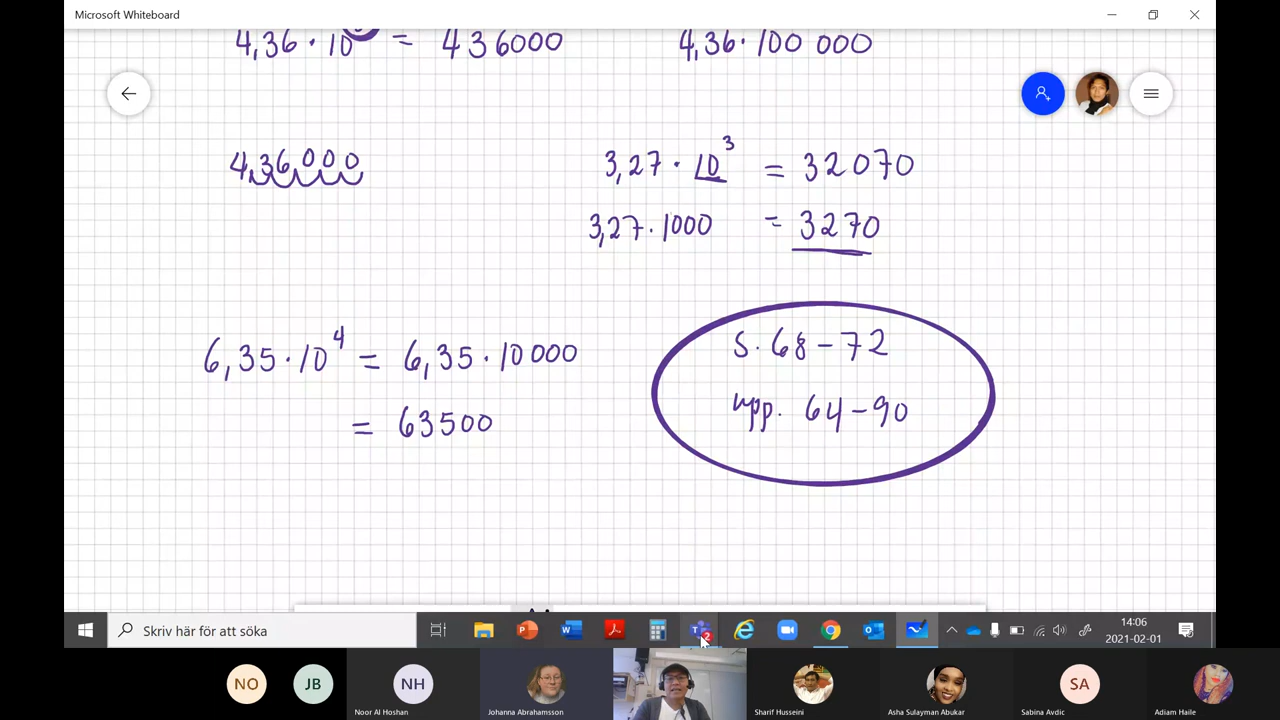 Microsoft Whiteboard
4,36 · 10 = 436000
4,36 · 100 000
4,36000
3,27 · 10³ = 32070
3,27 · 1000 = 3270
6,35 · 10⁴ = 6,35 · 10000
= 63500
S. 68 – 72
upp. 64 – 90
Skriv här för att söka
2
14:06
2021-02-01
NO
JB
NH
SA
Noor Al Hoshan
Johanna Abrahamsson
Sharif Husseini
Asha Sulayman Abukar
Sabina Avdic
Adiam Haile